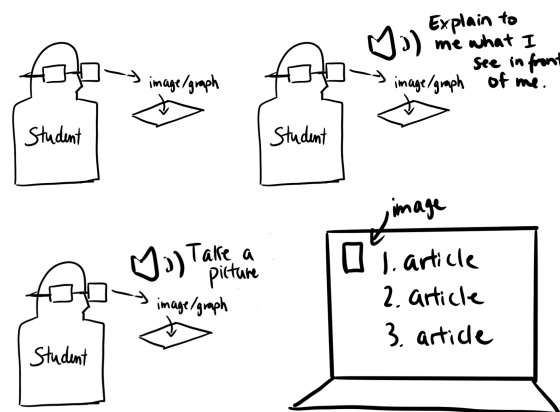 image/graph
Student
Explain to
me what I
see in front
of me.
image/graph
Student
Take a
picture
image/graph
Student
image
1. article
2. article
3. article